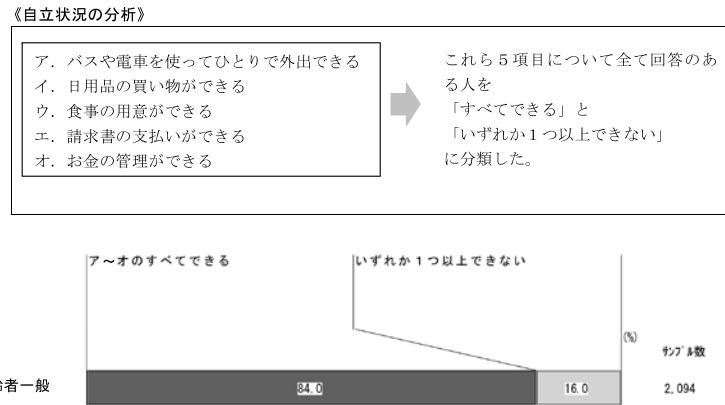 《自立状況の分析》
ア．バスや電車を使ってひとりで外出できる
イ．日用品の買い物ができる
ウ．食事の用意ができる
エ．請求書の支払いができる
オ．お金の管理ができる
これら５項目について全て回答のあ
る人を
「すべてできる」と
「いずれか１つ以上できない」
に分類した。
ア～オのすべてできる
いずれか１つ以上できない
(%)
ｻﾝﾌﾟﾙ数
者一般
84.0
16.0
2,094